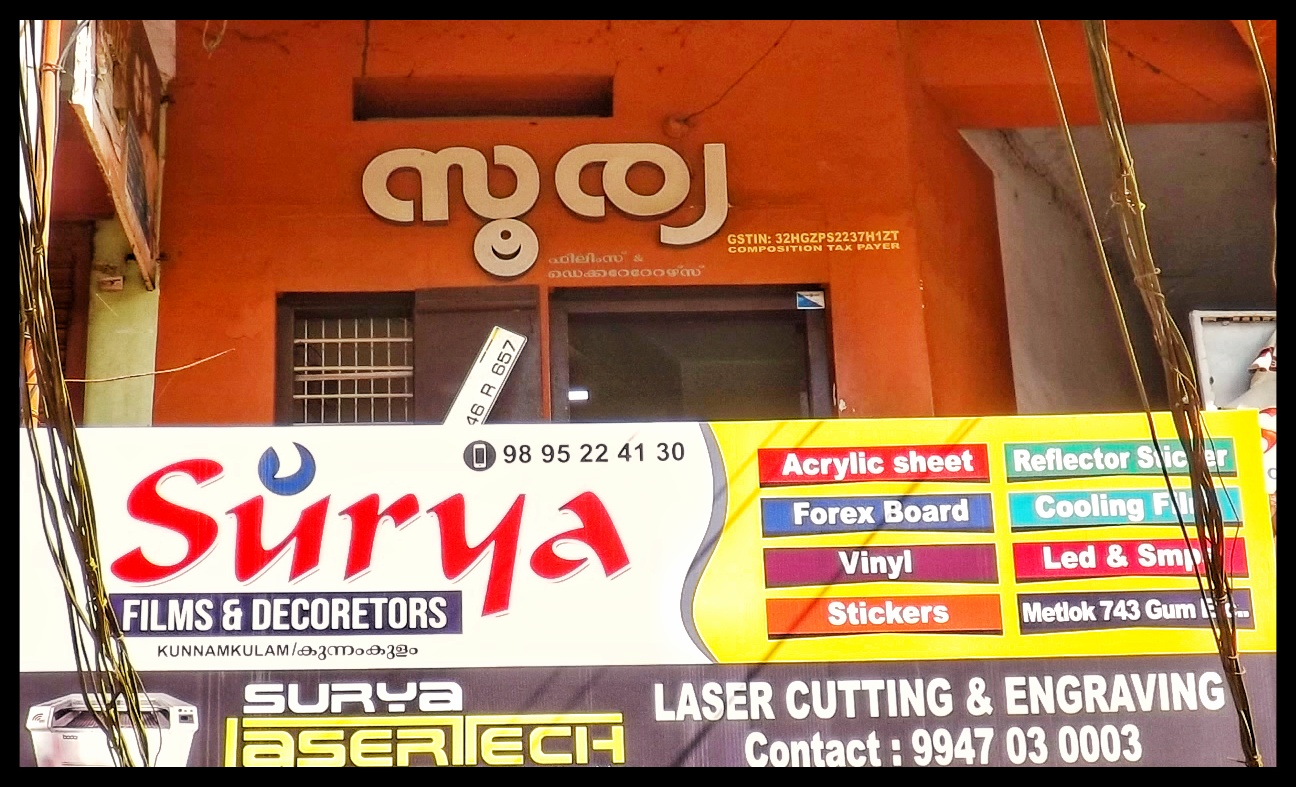 സൂര്യ
GSTIN: 32HGZPS2237H1ZT
COMPOSITION TAX PAYER
ഫിലിംസ് &
ഡെക്കറേറ്റേഴ്സ്
46 R 657
98 95 22 41 30
Surya
FILMS & DECORETORS
KUNNAMKULAM/കുന്നംകുളം
Acrylic sheet
Reflector Sticker
Forex Board
Cooling Film
Vinyl
Led & Smp
Stickers
Metlok 743 Gum
SURYa
laserTech
LASER CUTTING & ENGRAVING
Contact : 9947 03 0003